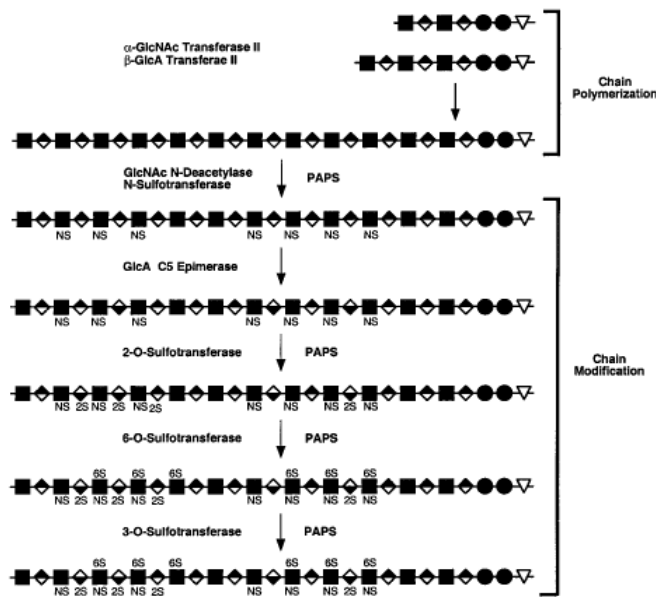 α-GlcNAc Transferase II
β-GlcA Transferae II
Chain
Polymerization
GlcNAc N-Deacetylase
N-Sulfotransferase
PAPS
NS NS NS NS NS NS NS
GlcA C5 Epimerase
NS NS NS NS NS NS NS
2-O-Sulfotransferase PAPS
Chain
Modification
NS 2S NS 2S NS 2S NS NS NS 2S NS
6-O-Sulfotransferase PAPS
6S 6S 6S 6S 6S 6S
NS 2S NS 2S NS 2S NS NS NS 2S NS
3-O-Sulfotransferase PAPS
6S 6S 6S 6S 6S 6S
NS 2S NS 2S NS 2S NS NS NS 2S NS